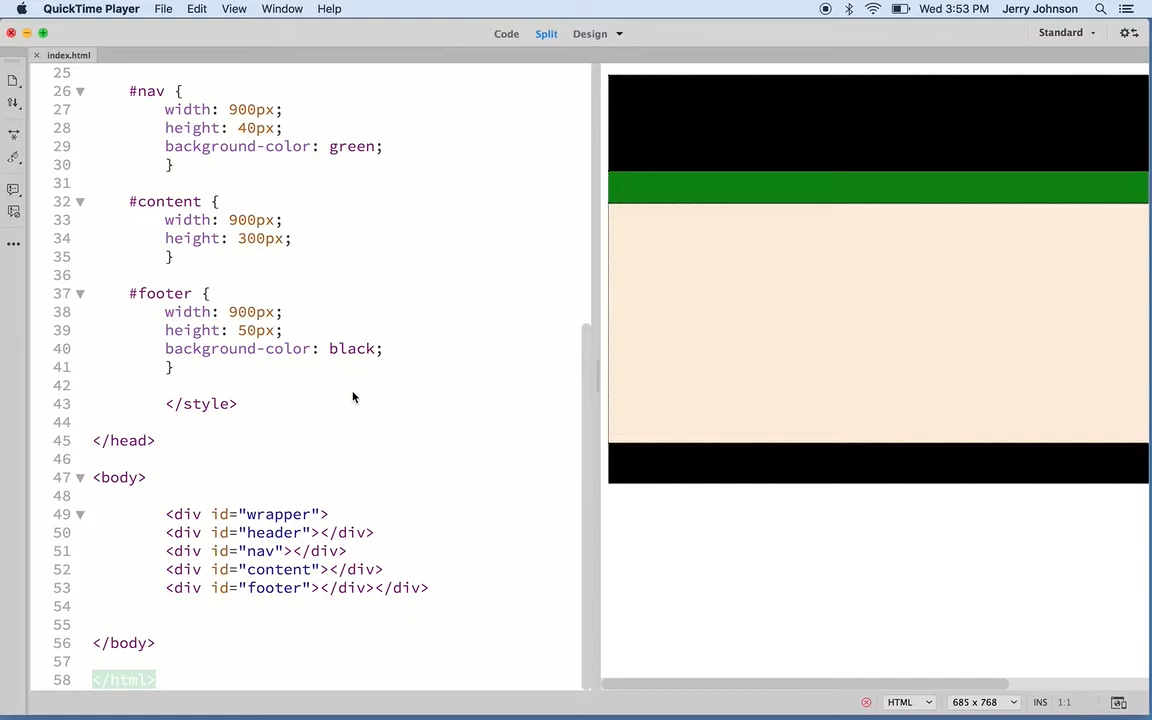 QuickTime Player File Edit View Window Help Wed 3:53 PM Jerry Johnson
Code Split Design Standard
index.html
25
26 #nav {
27 width: 900px;
28 height: 40px;
29 background-color: green;
30 }
31
32 #content {
33 width: 900px;
34 height: 300px;
35 }
36
37 #footer {
38 width: 900px;
39 height: 50px;
40 background-color: black;
41 }
42
43 </style>
44
45 </head>
46
47 <body>
48
49 <div id="wrapper">
50 <div id="header"></div>
51 <div id="nav"></div>
52 <div id="content"></div>
53 <div id="footer"></div></div>
54
55
56 </body>
57
58 </html>
HTML 685 x 768 INS 1:1